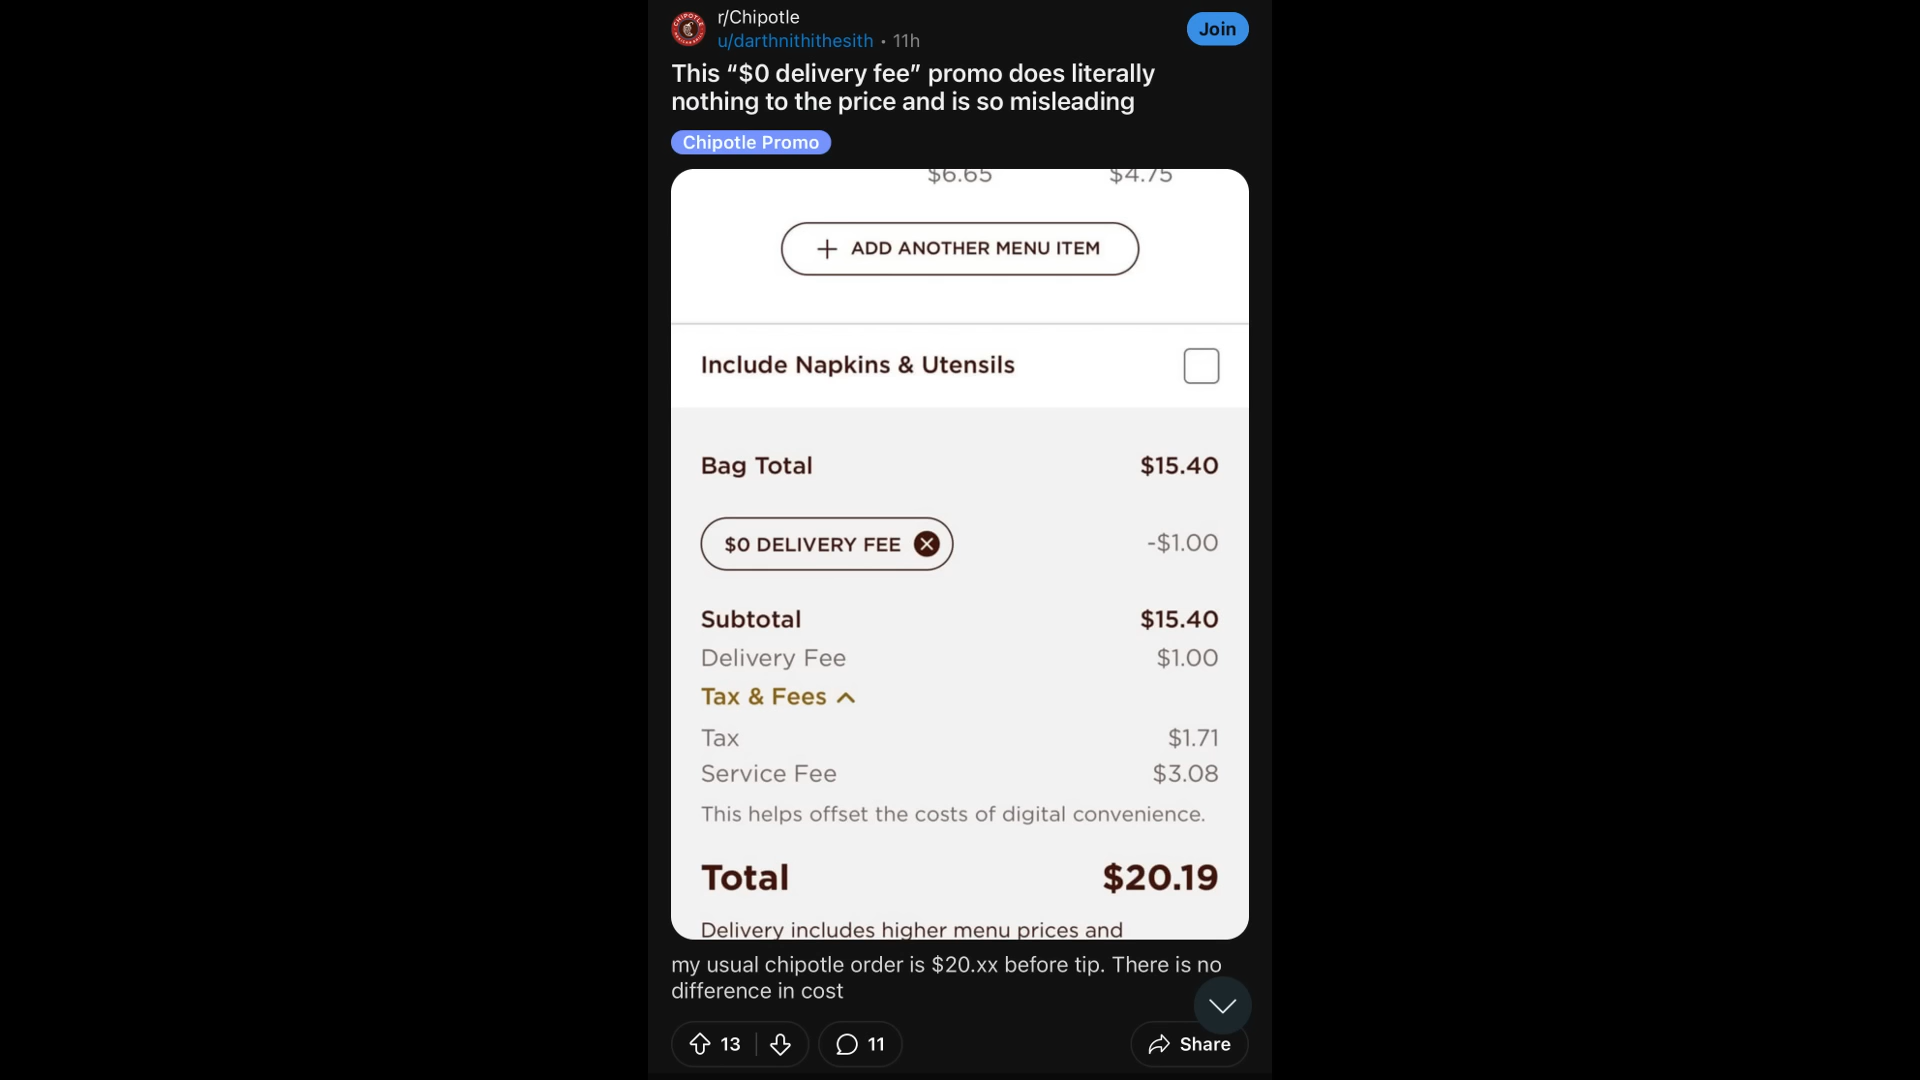 r/Chipotle
u/darthnithithesith • 11h
Join
This “$0 delivery fee” promo does literally
nothing to the price and is so misleading
Chipotle Promo
$6.65 $4.75
+ ADD ANOTHER MENU ITEM
Include Napkins & Utensils
Bag Total $15.40
$0 DELIVERY FEE -$1.00
Subtotal $15.40
Delivery Fee $1.00
Tax & Fees
Tax $1.71
Service Fee $3.08
This helps offset the costs of digital convenience.
Total $20.19
Delivery includes higher menu prices and
my usual chipotle order is $20.xx before tip. There is no
difference in cost
13 11 Share